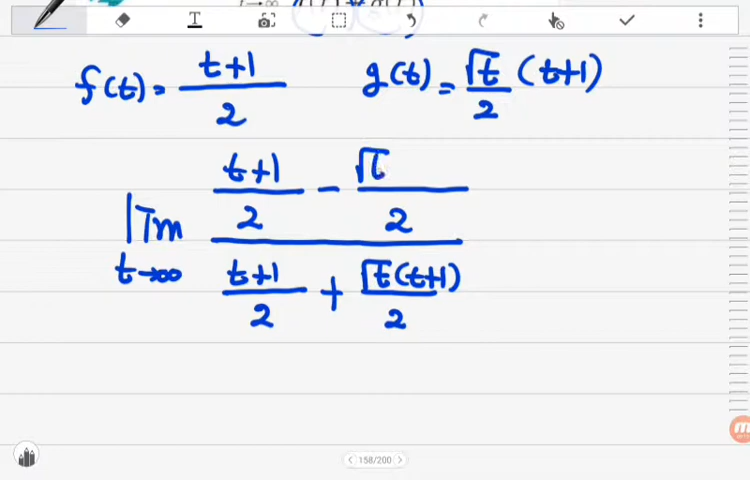 f(t) = t+1/2 g(t) = √t/2 (t+1)
lim t→∞ (t+1)/2 - √t/2
(t+1)/2 + √t(t+1)/2
158/200